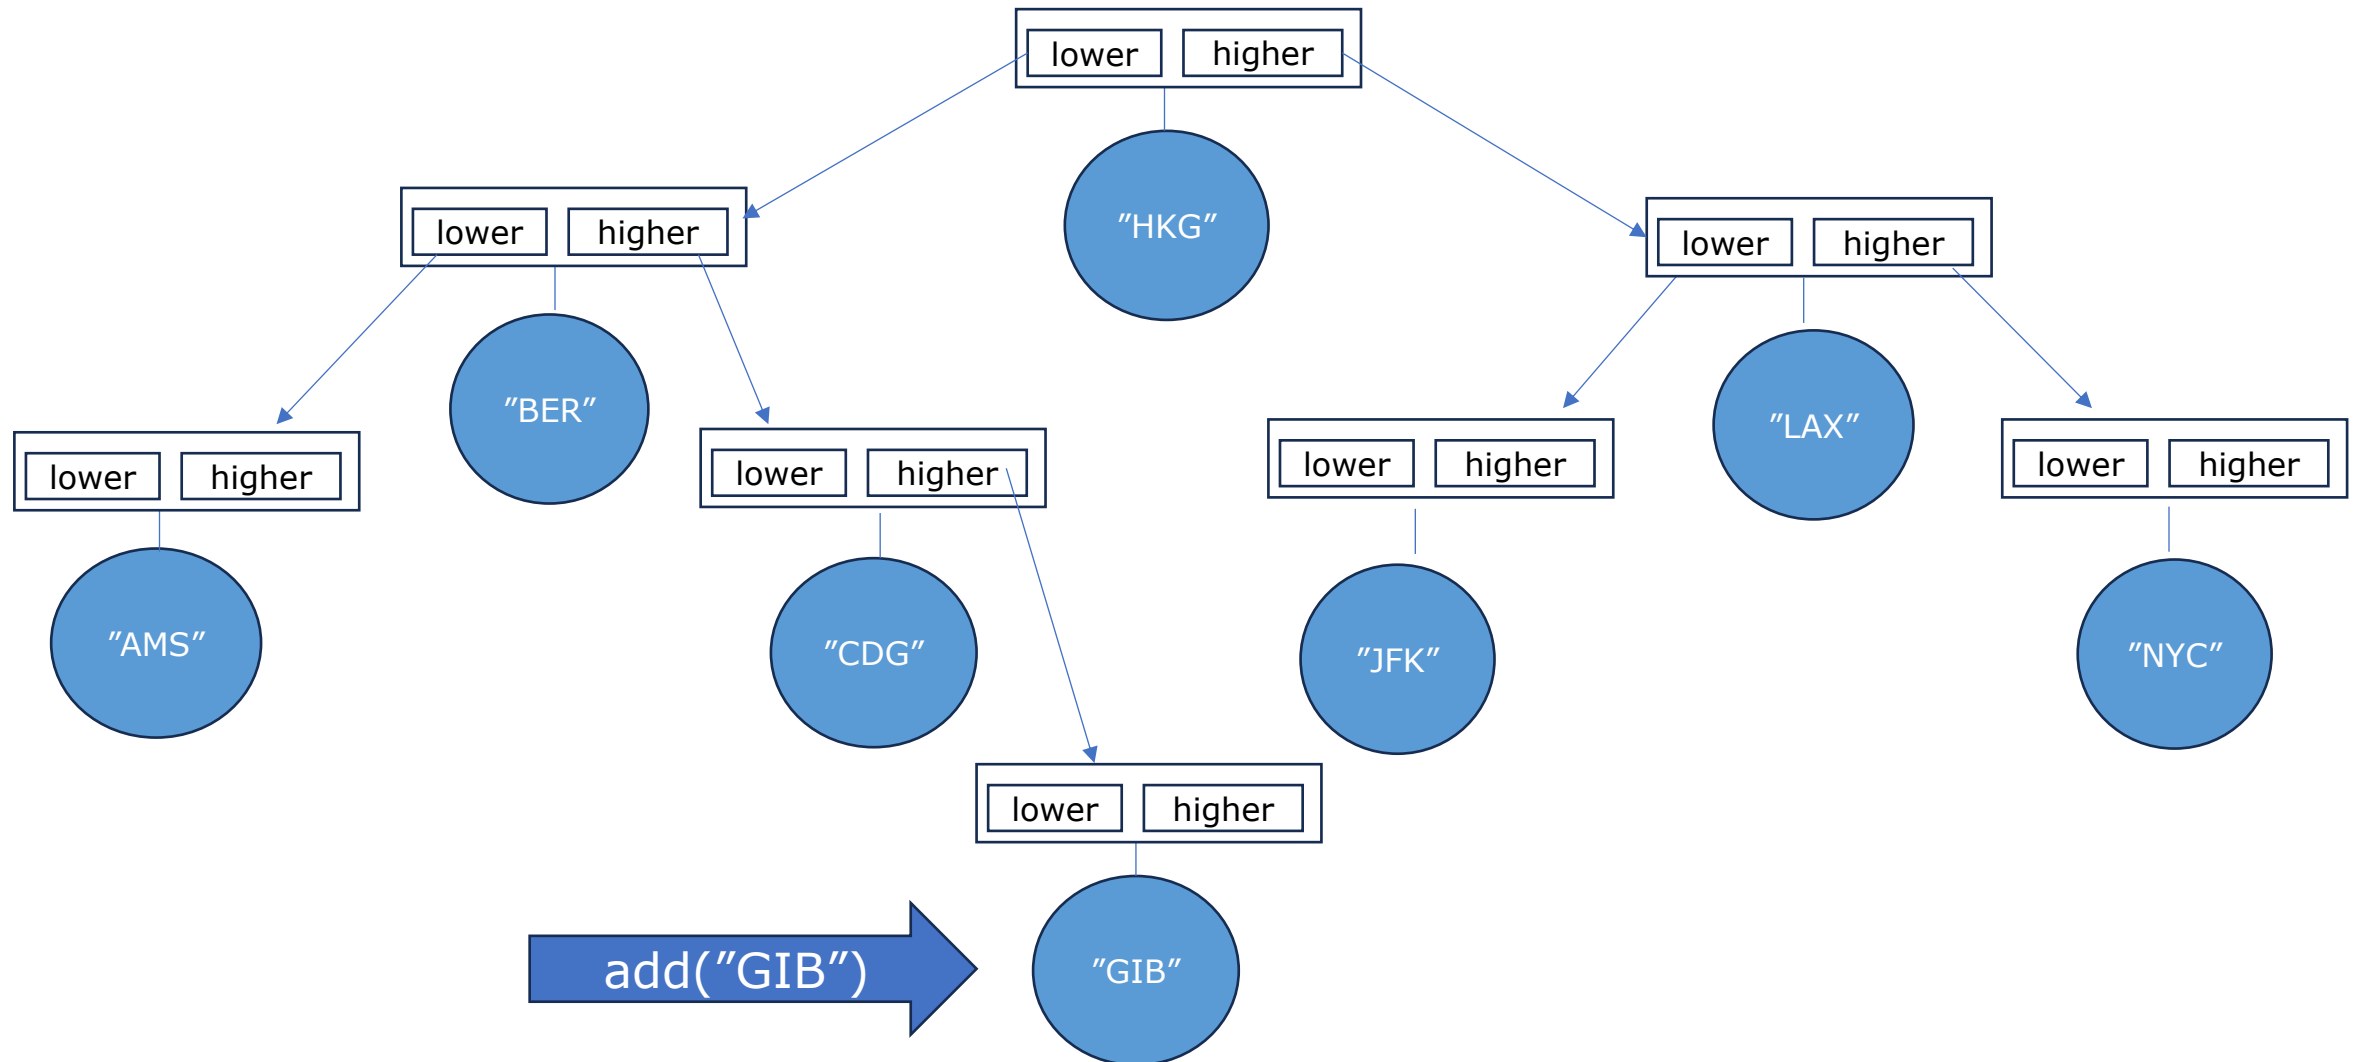 lower higher
lower higher
"HKG"
lower higher
"BER"
"LAX"
lower higher
lower higher
lower higher
lower higher
"AMS"
"CDG"
"JFK"
"NYC"
lower higher
add("GIB")
"GIB"